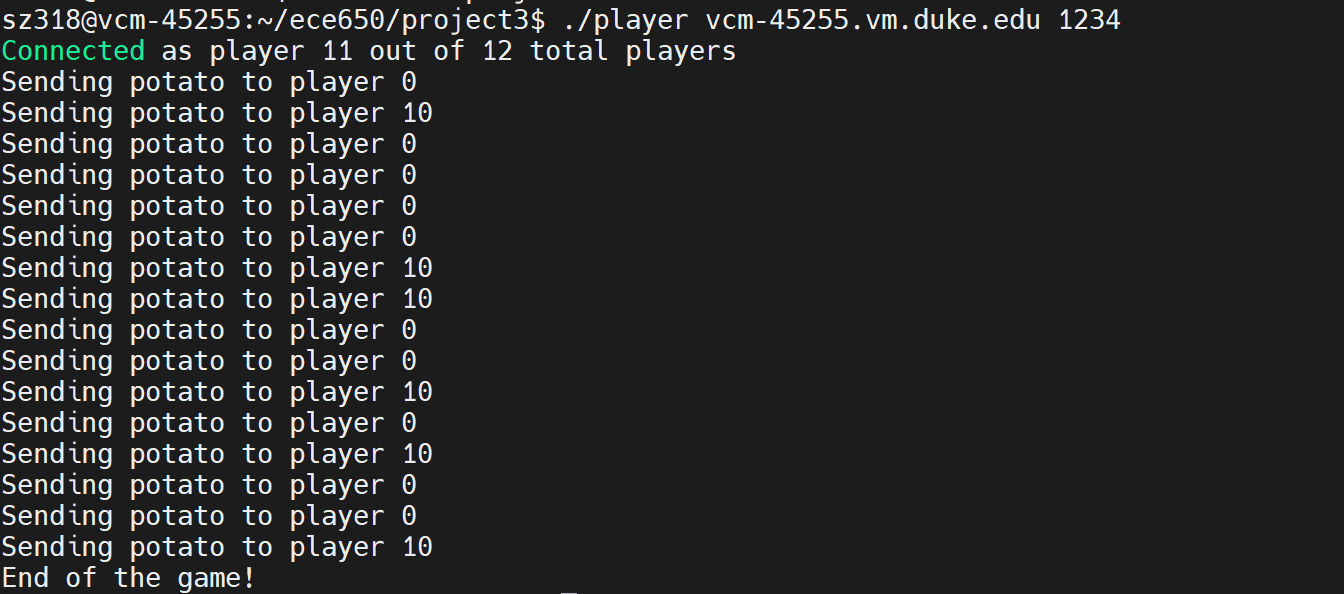 sz318@vcm-45255:~/ece650/project3$ ./player vcm-45255.vm.duke.edu 1234
Connected as player 11 out of 12 total players
Sending potato to player 0
Sending potato to player 10
Sending potato to player 0
Sending potato to player 0
Sending potato to player 0
Sending potato to player 0
Sending potato to player 10
Sending potato to player 10
Sending potato to player 0
Sending potato to player 0
Sending potato to player 10
Sending potato to player 0
Sending potato to player 10
Sending potato to player 0
Sending potato to player 0
Sending potato to player 10
End of the game!